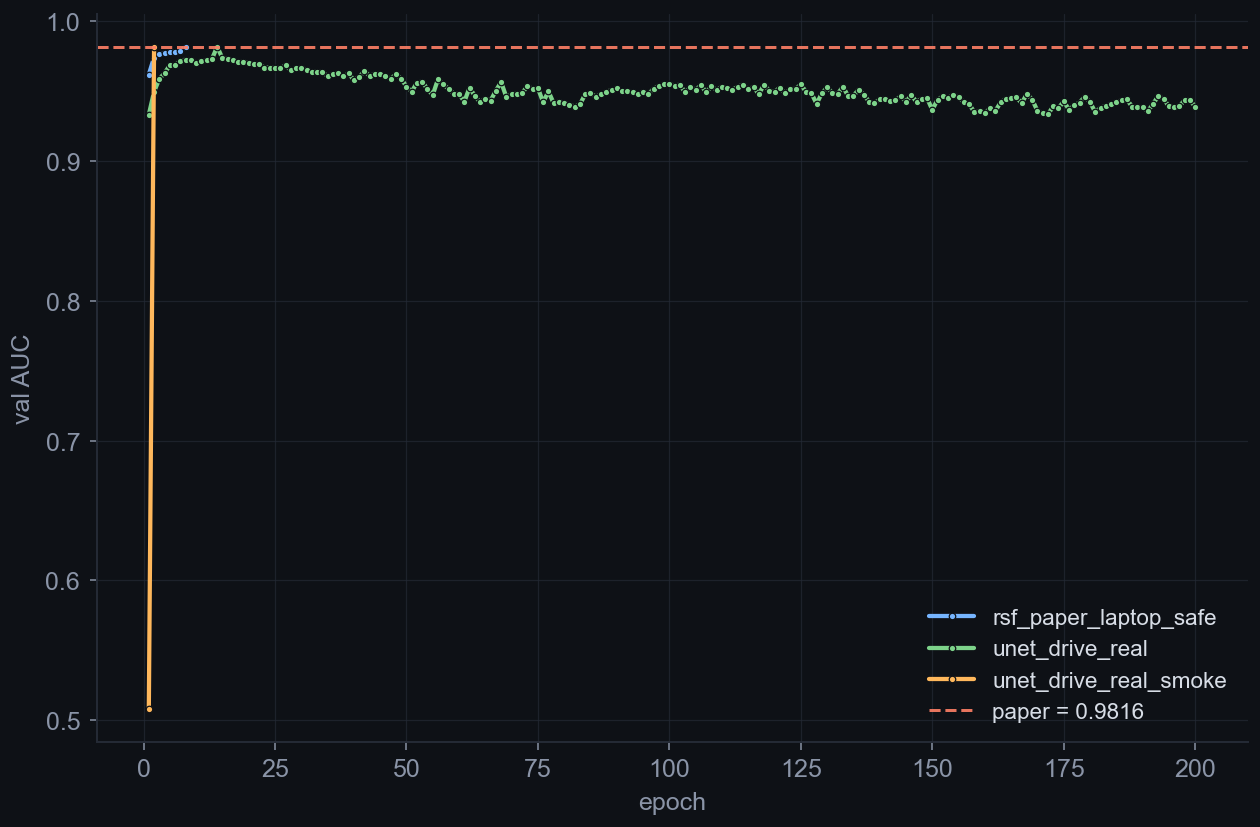 1.0
0.9
0.8
0.7
0.6
0.5
val AUC
0 25 50 75 100 125 150 175 200
epoch
rsf_paper_laptop_safe
unet_drive_real
unet_drive_real_smoke
paper = 0.9816